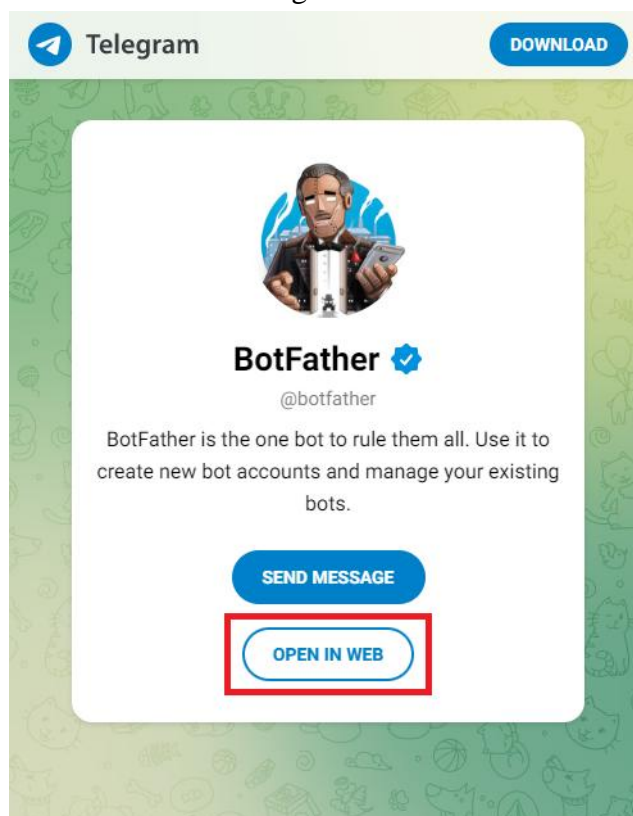 Telegram
DOWNLOAD
BotFather
@botfather
BotFather is the one bot to rule them all. Use it to
create new bot accounts and manage your existing
bots.
SEND MESSAGE
OPEN IN WEB